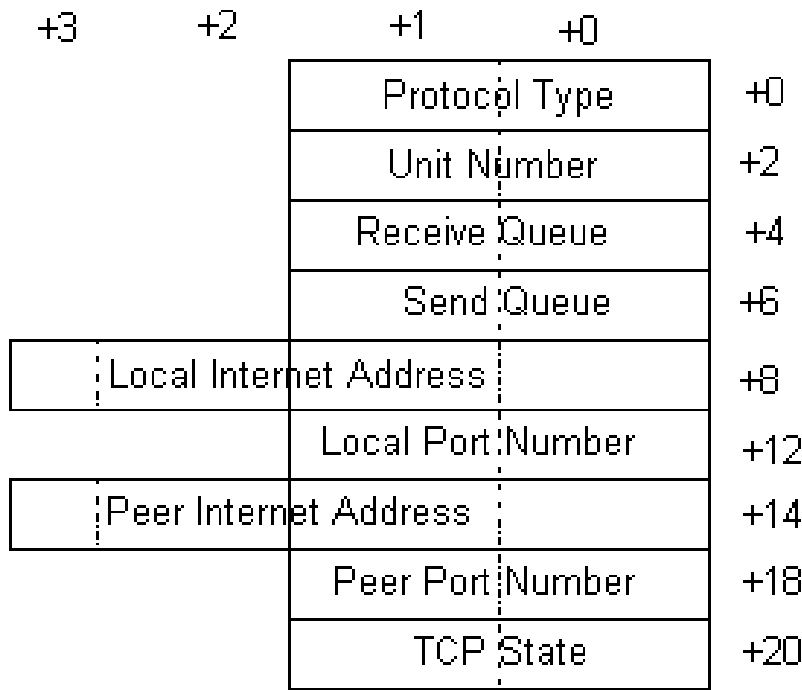 +3 +2 +1 +0
Protocol Type +0
Unit Number +2
Receive Queue +4
Send Queue +6
Local Internet Address +8
Local Port Number +12
Peer Internet Address +14
Peer Port Number +18
TCP State +20